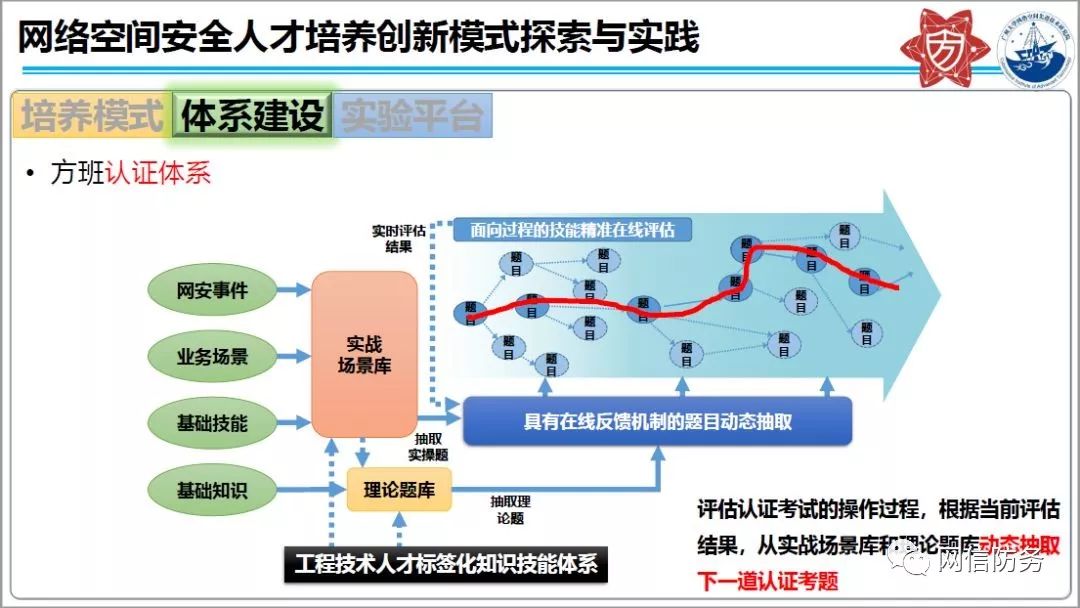 网络空间安全人才培养创新模式探索与实践
培养模式
体系建设
实验平台
• 方班认证体系
实时评估
结果
面向过程的技能精准在线评估
网安事件
业务场景
基础技能
基础知识
实战
场景库
题
目
题
目
题
目
题
目
题
目
题
目
题
目
题
目
题
目
题
目
题
目
题
目
题
目
题
目
题
目
题
目
题
目
题
目
具有在线反馈机制的题目动态抽取
抽取
实操题
理论题库
抽取理
论题
工程技术人才标签化知识技能体系
评估认证考试的操作过程，根据当前评估
结果，从实战场景库和理论题库动态抽取
下一道认证考题
网信防务